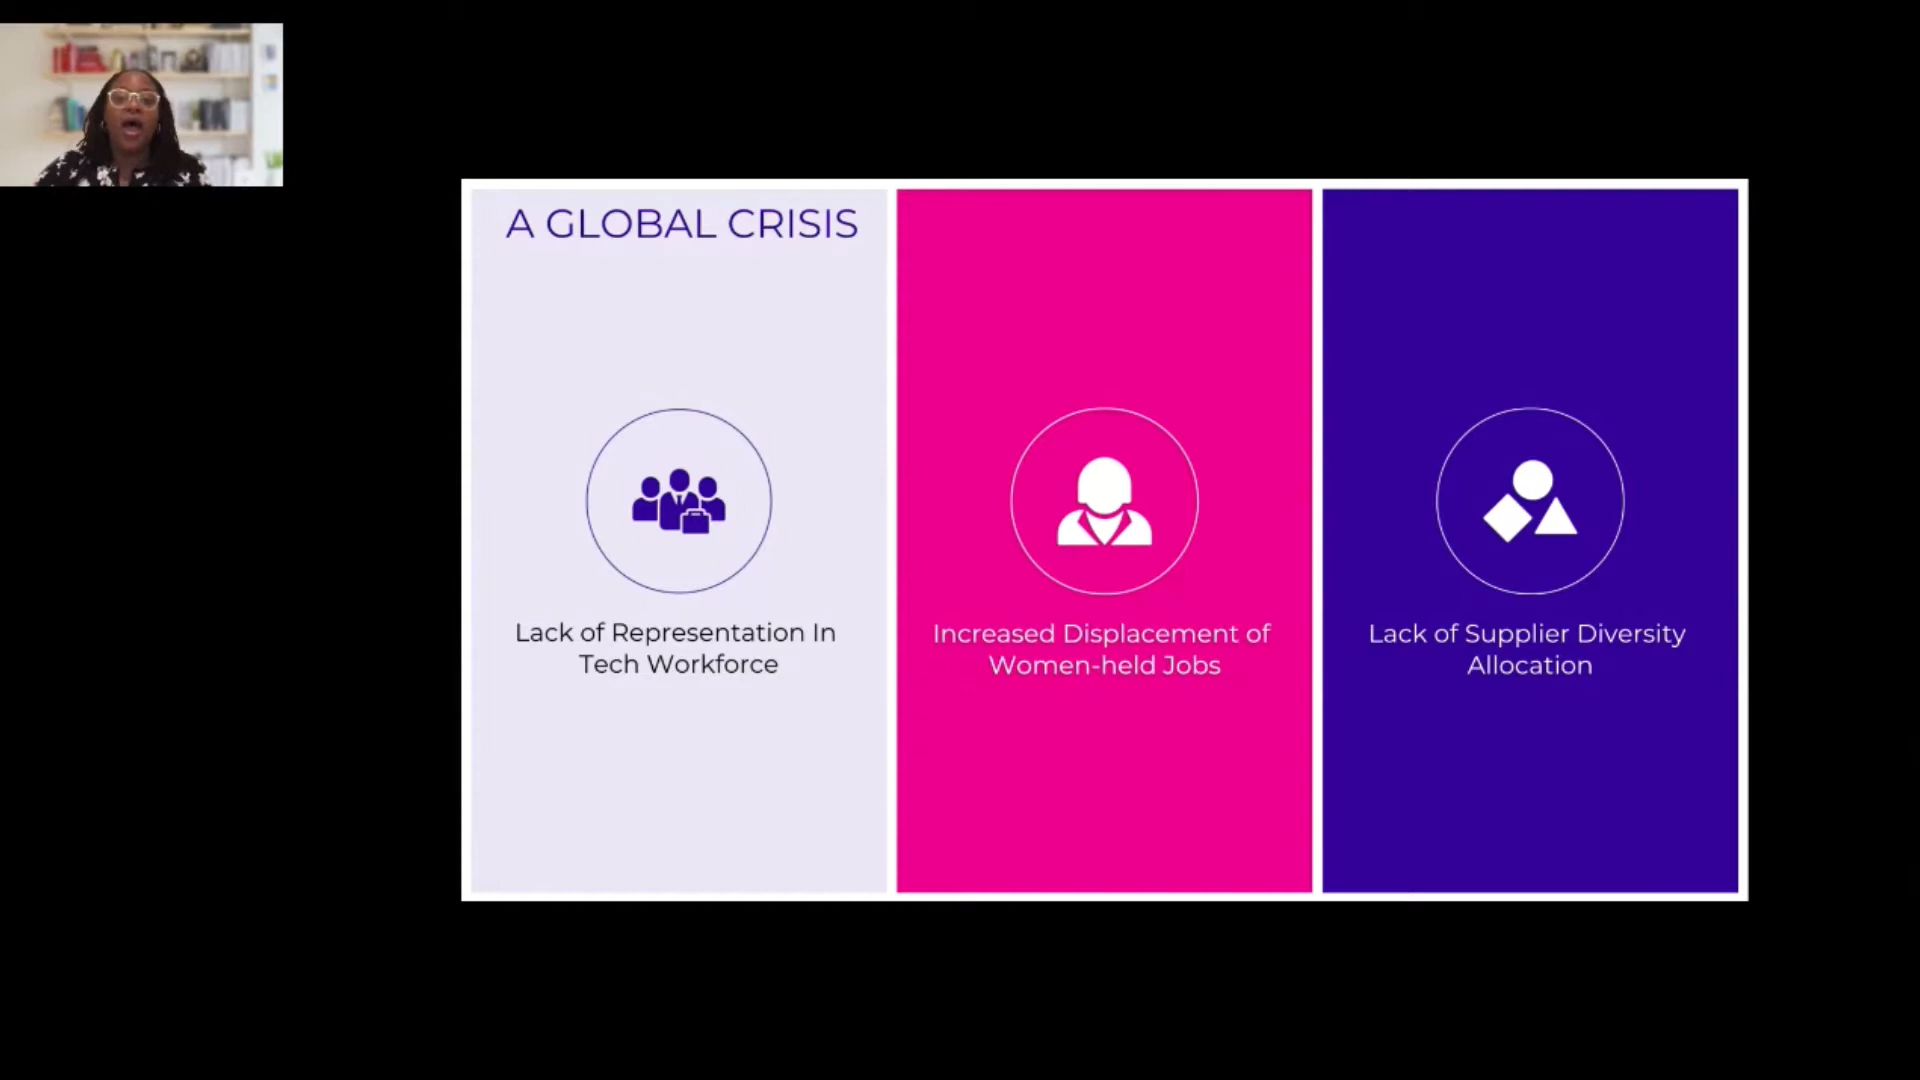 A GLOBAL CRISIS
Lack of Representation In
Tech Workforce
Increased Displacement of
Women-held Jobs
Lack of Supplier Diversity
Allocation